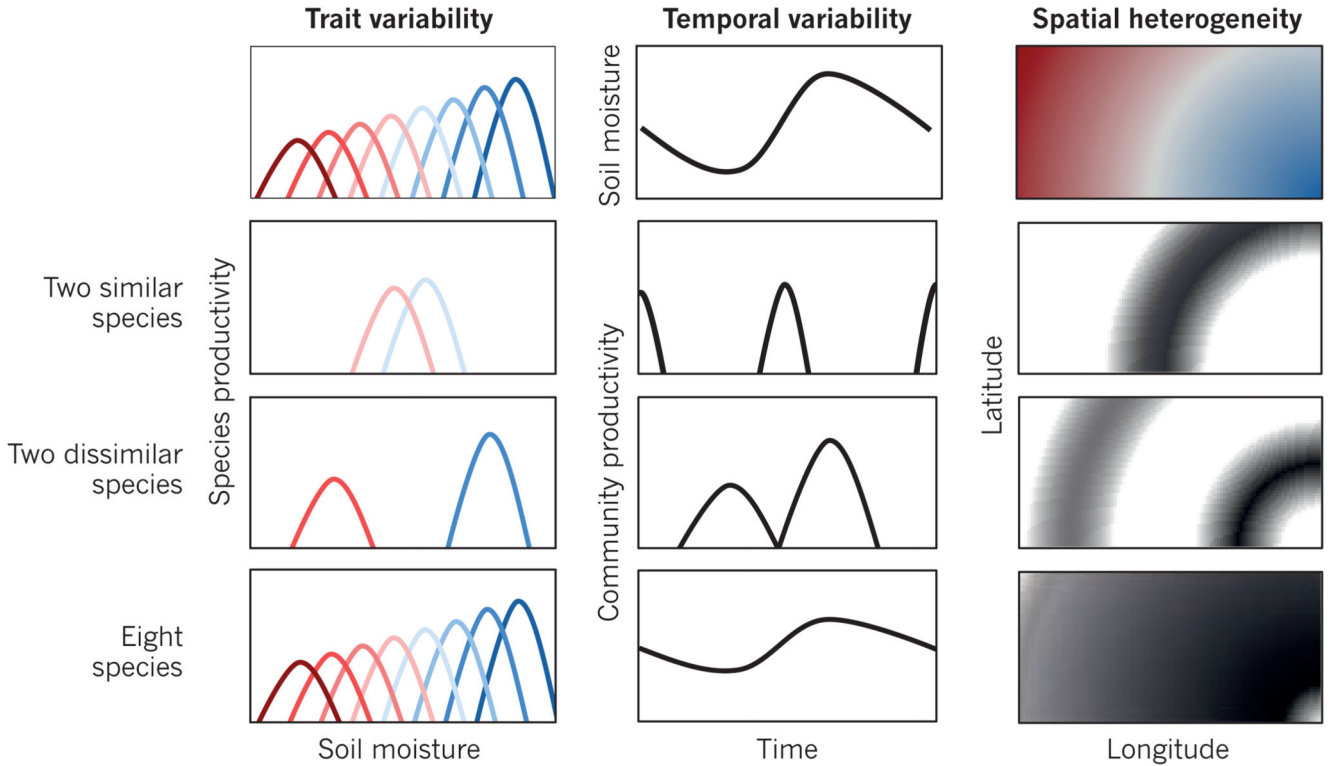 Trait variability
Temporal variability
Spatial heterogeneity
Soil moisture
Two similar
species
Two dissimilar
species
Eight
species
Species productivity
Community productivity
Latitude
Soil moisture
Time
Longitude